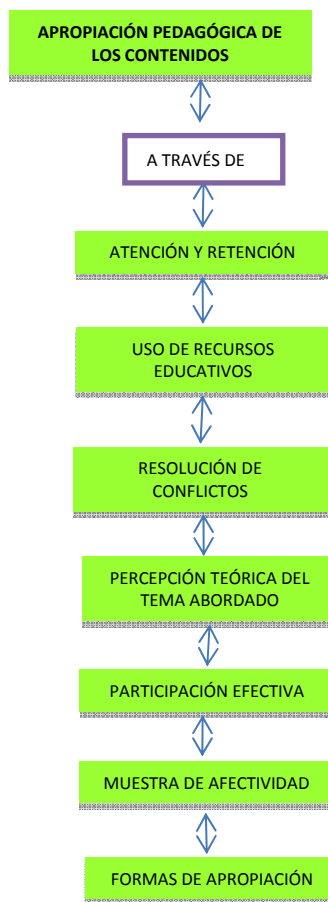 APROPIACIÓN PEDAGÓGICA DE
LOS CONTENIDOS
A TRAVÉS DE
ATENCIÓN Y RETENCIÓN
USO DE RECURSOS
EDUCATIVOS
RESOLUCIÓN DE
CONFLICTOS
PERCEPCIÓN TEÓRICA DEL
TEMA ABORDADO
PARTICIPACIÓN EFECTIVA
MUESTRA DE AFECTIVIDAD
FORMAS DE APROPIACIÓN